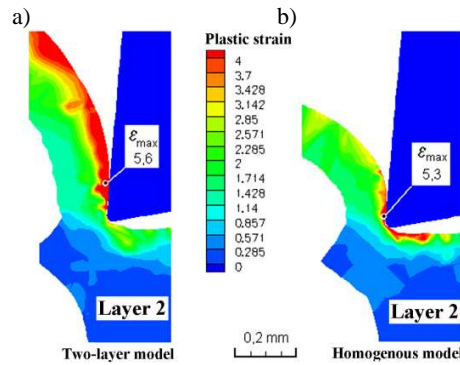 a)
b)
Plastic strain
4
3.7
3.428
3.142
2.85
2.571
2.285
2
1.714
1.428
1.14
0.857
0.571
0.285
0
εmax
5,6
εmax
5,3
Layer 2
Layer 2
0,2 mm
Two-layer model
Homogenous model